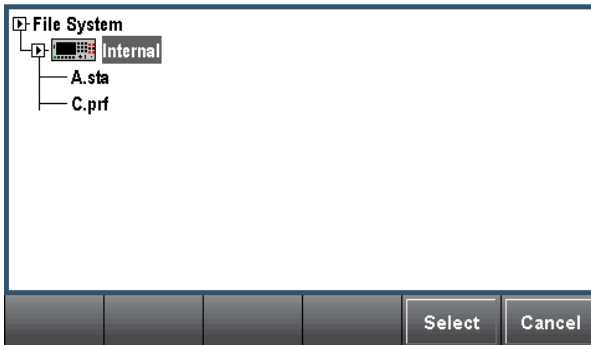 File System
Internal
A.sta
C.prf
Select Cancel